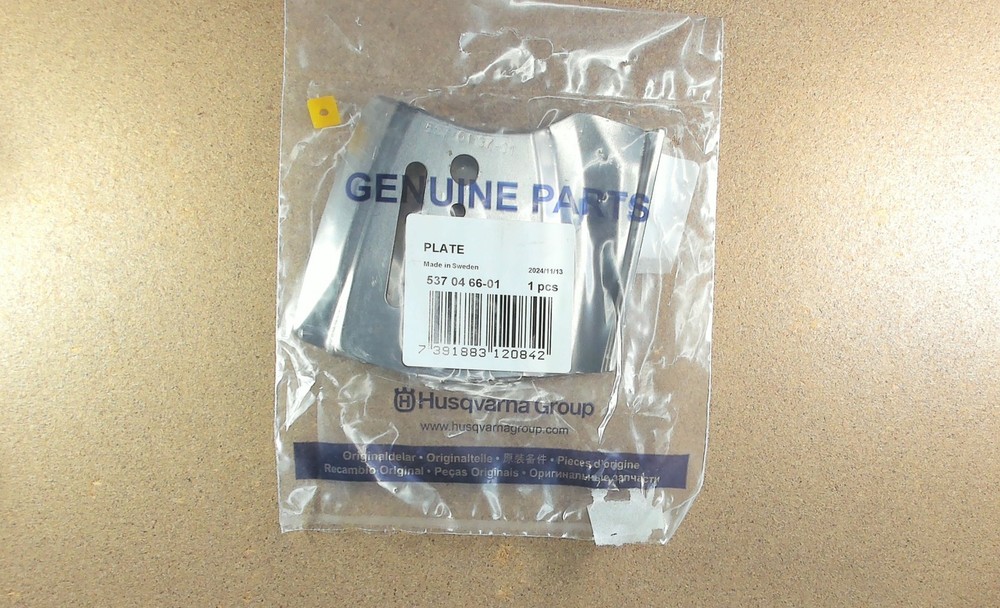 GENUINE PARTS
PLATE
Made in Sweden 2024/11/13
537 04 66-01 1 pcs
7 391883 120842
H Husqvarna Group
www.husqvarnagroup.com
Originaldelar • Originalteile • 原装备件 • Pieces d'origine
Recambio Original • Peças Originais • Оригинальные запчасти